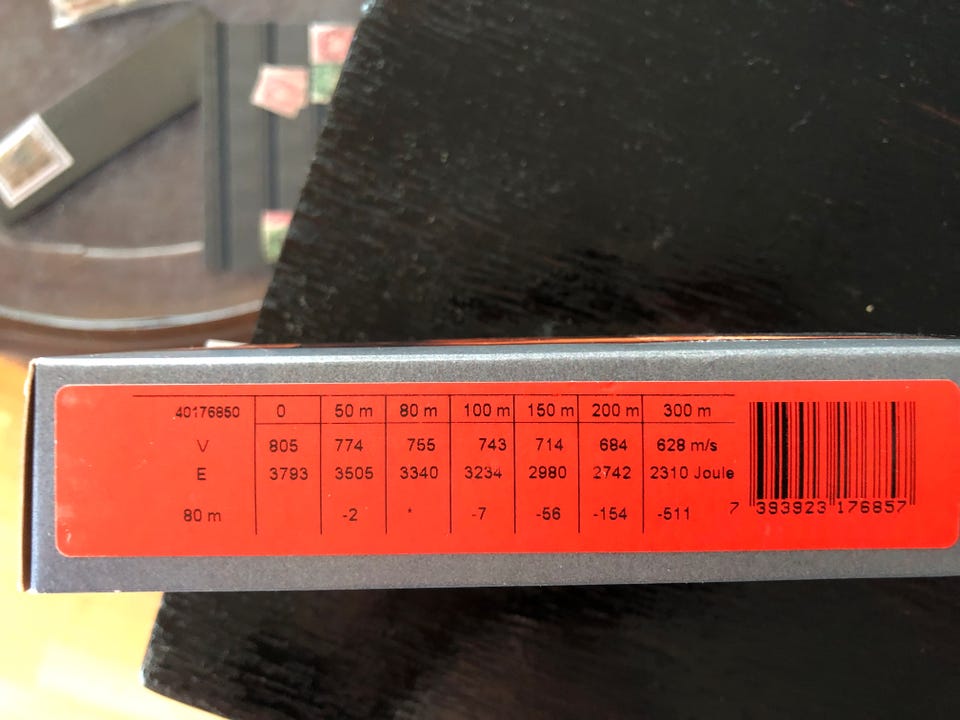 40176850 0 50 m 80 m 100 m 150 m 200 m 300 m
V 805 774 755 743 714 684 628 m/s
E 3793 3505 3340 3234 2980 2742 2310 Joule
80 m -2 * -7 -56 -154 -511
7 393923 176857